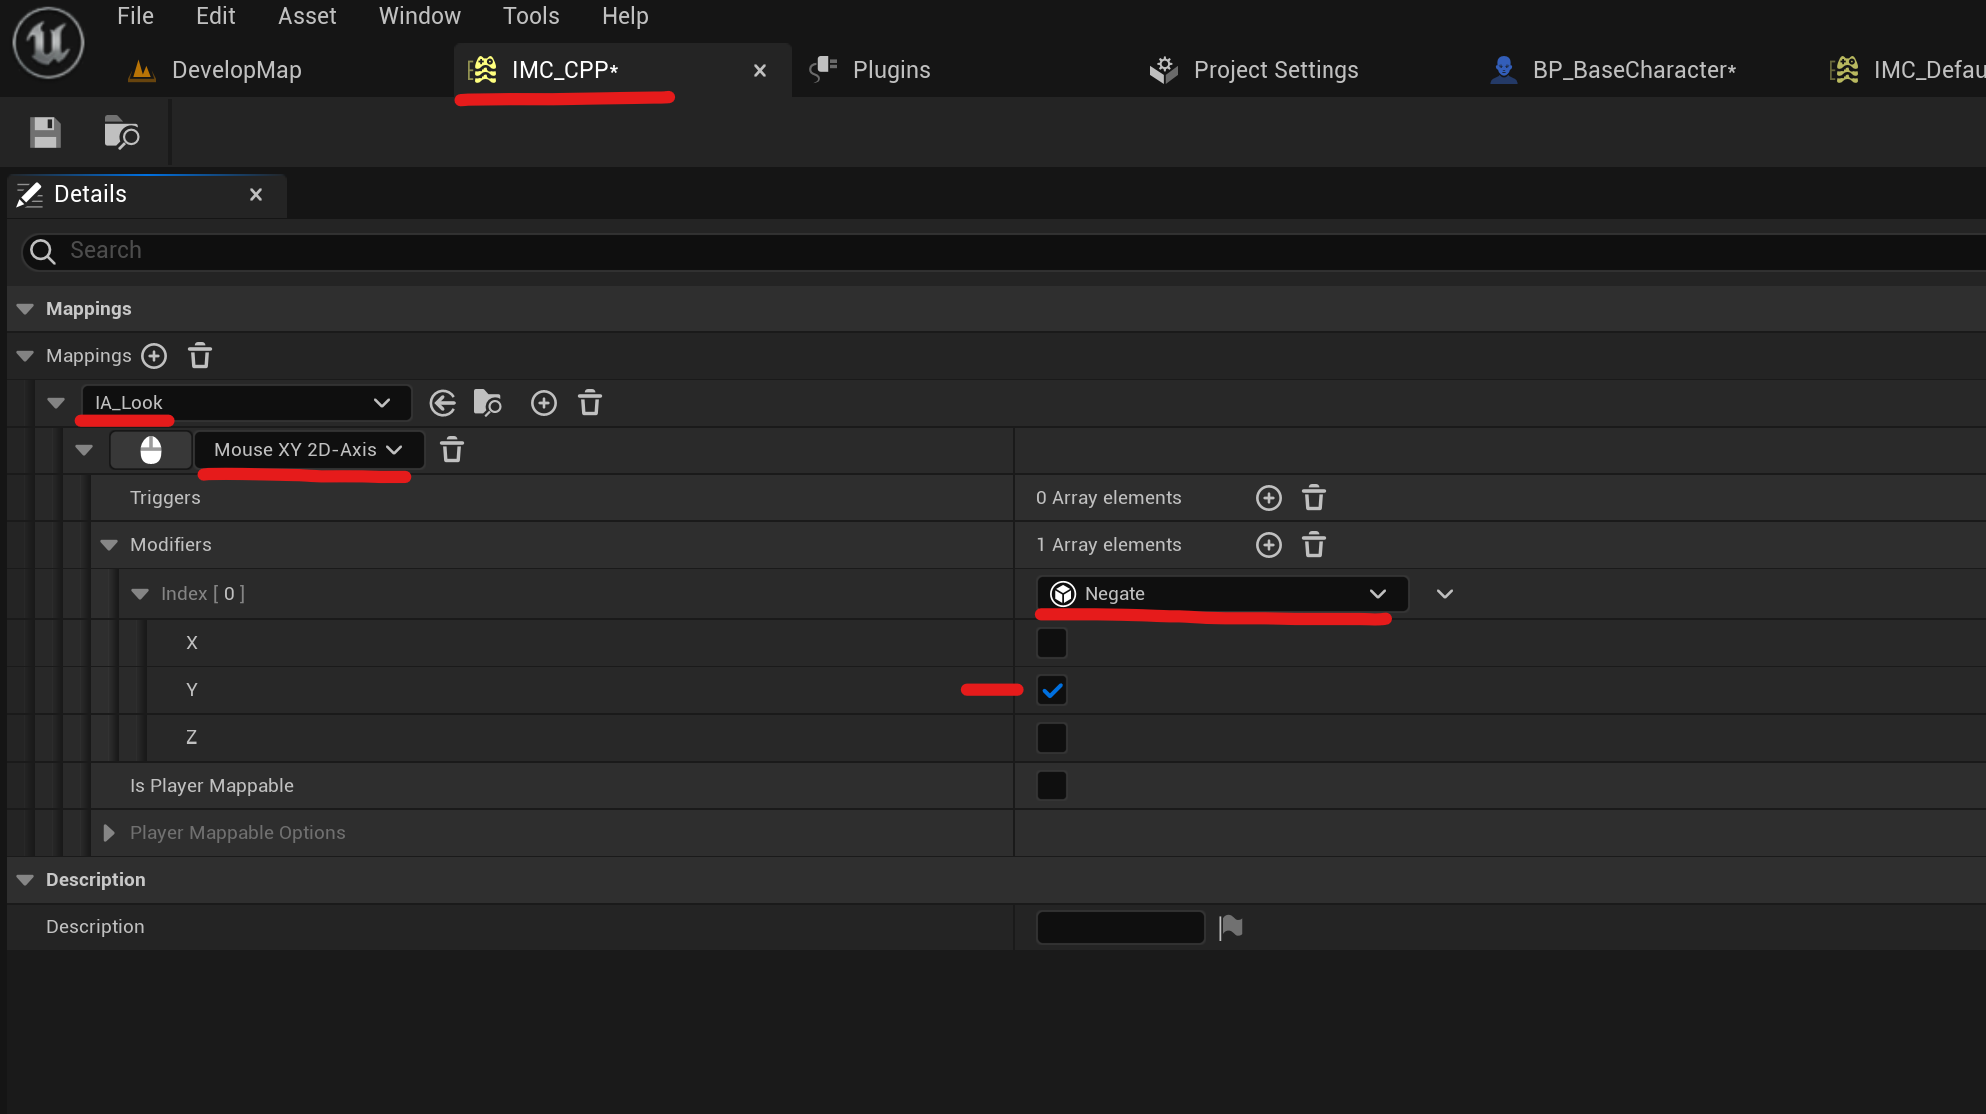 File Edit Asset Window Tools Help
DevelopMap IMC_CPP* Plugins Project Settings BP_BaseCharacter* IMC_Defau
Details
Search
Mappings
Mappings
IA_Look
Mouse XY 2D-Axis
Triggers 0 Array elements
Modifiers 1 Array elements
Index [ 0 ] Negate
X
Y
Z
Is Player Mappable
Player Mappable Options
Description
Description